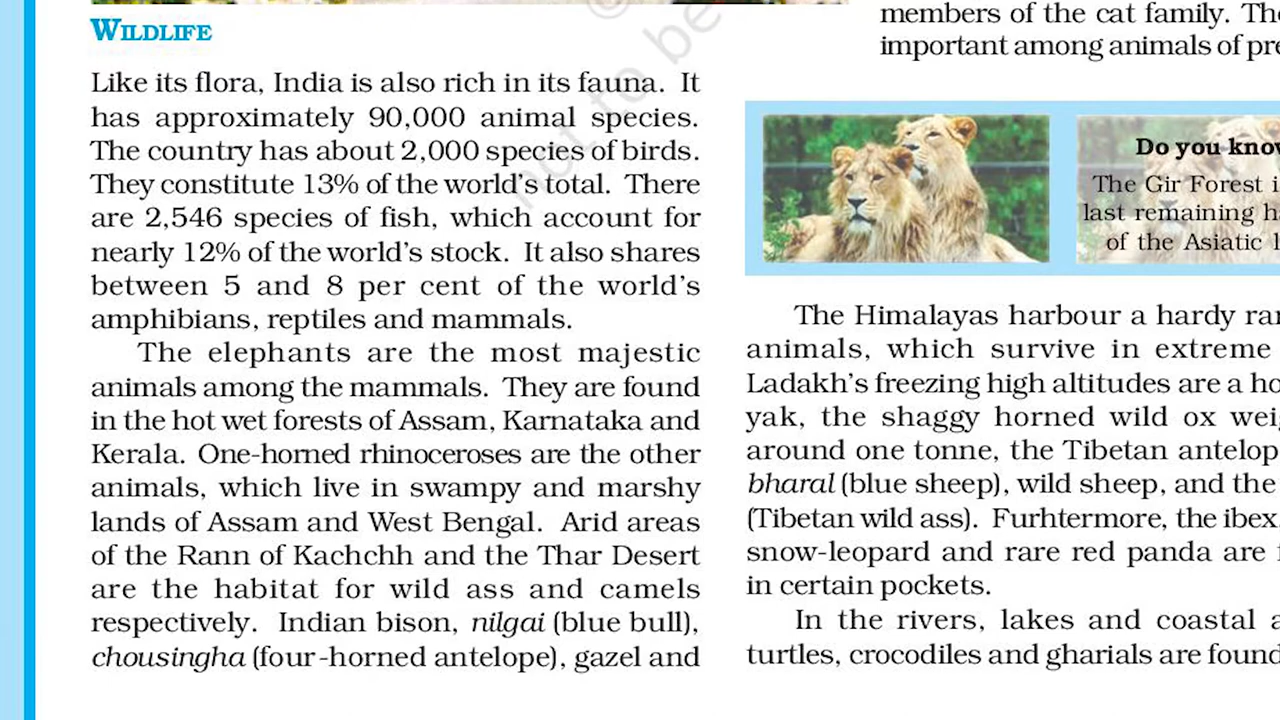 WILDLIFE
Like its flora, India is also rich in its fauna. It
has approximately 90,000 animal species.
The country has about 2,000 species of birds.
They constitute 13% of the world's total. There
are 2,546 species of fish, which account for
nearly 12% of the world's stock. It also shares
between 5 and 8 per cent of the world's
amphibians, reptiles and mammals.
The elephants are the most majestic
animals among the mammals. They are found
in the hot wet forests of Assam, Karnataka and
Kerala. One-horned rhinoceroses are the other
animals, which live in swampy and marshy
lands of Assam and West Bengal. Arid areas
of the Rann of Kachchh and the Thar Desert
are the habitat for wild ass and camels
respectively. Indian bison, nilgai (blue bull),
chousingha (four-horned antelope), gazel and
members of the cat family.
important among animals of
Do you
The Gir Forest
last remaining
of the Asiatic
The Himalayas harbour a hardy
animals, which survive in extreme
Ladakh's freezing high altitudes are a
yak, the shaggy horned wild ox
around one tonne, the Tibetan
bharal (blue sheep), wild sheep, and the
(Tibetan wild ass). Furhtermore, the ibex,
snow-leopard and rare red panda are
in certain pockets.
In the rivers, lakes and coastal
turtles, crocodiles and gharials are found
not to be